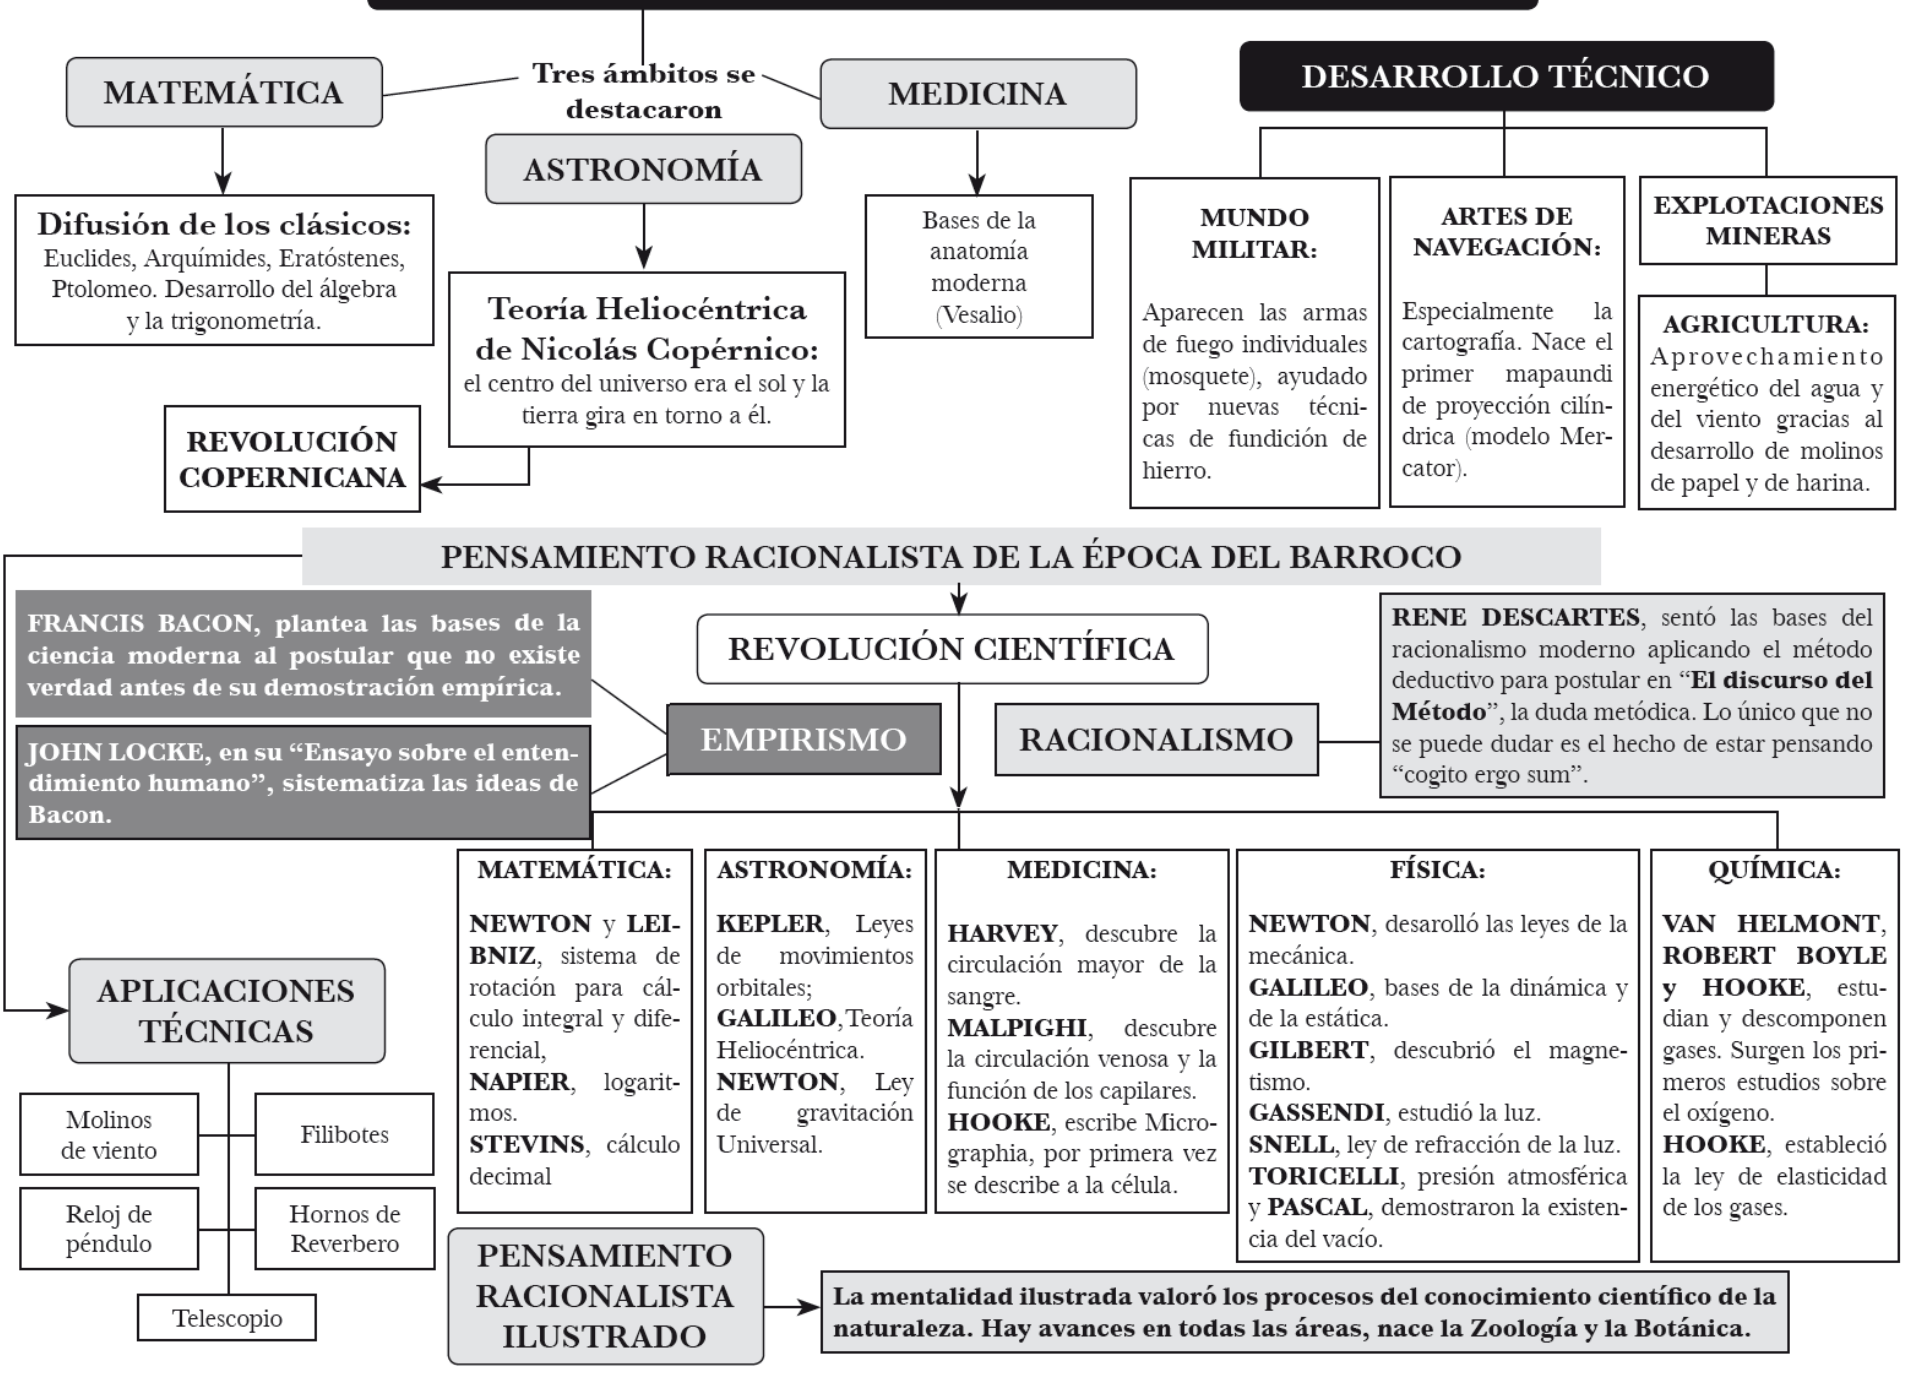 Tres ámbitos se
destacaron
MATEMÁTICA
Difusión de los clásicos:
Euclides, Arquímides, Eratóstenes,
Ptolomeo. Desarrollo del álgebra
y la trigonometría.
ASTRONOMÍA
Teoría Heliocéntrica
de Nicolás Copérnico:
el centro del universo era el sol y la
tierra gira en torno a él.
REVOLUCIÓN
COPERNICANA
MEDICINA
Bases de la
anatomía
moderna
(Vesalio)
DESARROLLO TÉCNICO
MUNDO
MILITAR:
Aparecen las armas
de fuego individuales
(mosquete), ayudado
por nuevas técni-
cas de fundición de
hierro.
ARTES DE
NAVEGACIÓN:
Especialmente la
cartografía. Nace el
primer mapaundi
de proyección cilín-
drica (modelo Mer-
cator).
EXPLOTACIONES
MINERAS
AGRICULTURA:
Aprovechamiento
energético del agua y
del viento gracias al
desarrollo de molinos
de papel y de harina.
PENSAMIENTO RACIONALISTA DE LA ÉPOCA DEL BARROCO
FRANCIS BACON, plantea las bases de la
ciencia moderna al postular que no existe
verdad antes de su demostración empírica.
JOHN LOCKE, en su “Ensayo sobre el enten-
dimiento humano”, sistematiza las ideas de
Bacon.
REVOLUCIÓN CIENTÍFICA
EMPIRISMO
RACIONALISMO
RENE DESCARTES, sentó las bases del
racionalismo moderno aplicando el método
deductivo para postular en “El discurso del
Método”, la duda metódica. Lo único que no
se puede dudar es el hecho de estar pensando
“cogito ergo sum”.
MATEMÁTICA:
NEWTON y LEI-
BNIZ, sistema de
rotación para cál-
culo integral y dife-
rencial,
NAPIER, logarit-
mos.
STEVINS, cálculo
decimal
ASTRONOMÍA:
KEPLER, Leyes
de movimientos
orbitales;
GALILEO, Teoría
Heliocéntrica.
NEWTON, Ley
de gravitación
Universal.
MEDICINA:
HARVEY, descubre la
circulación mayor de la
sangre.
MALPIGHI, descubre
la circulación venosa y la
función de los capilares.
HOOKE, escribe Micro-
graphia, por primera vez
se describe a la célula.
FÍSICA:
NEWTON, desarolló las leyes de la
mecánica.
GALILEO, bases de la dinámica y
de la estática.
GILBERT, descubrió el magne-
tismo.
GASSENDI, estudió la luz.
SNELL, ley de refracción de la luz.
TORICELLI, presión atmosférica
y PASCAL, demostraron la existen-
cia del vacío.
QUÍMICA:
VAN HELMONT,
ROBERT BOYLE
y HOOKE, estu-
dian y descomponen
gases. Surgen los pri-
meros estudios sobre
el oxígeno.
HOOKE, estableció
la ley de elasticidad
de los gases.
APLICACIONES
TÉCNICAS
Molinos
de viento
Filibotes
Reloj de
péndulo
Hornos de
Reverbero
Telescopio
PENSAMIENTO
RACIONALISTA
ILUSTRADO
La mentalidad ilustrada valoró los procesos del conocimiento científico de la
naturaleza. Hay avances en todas las áreas, nace la Zoología y la Botánica.